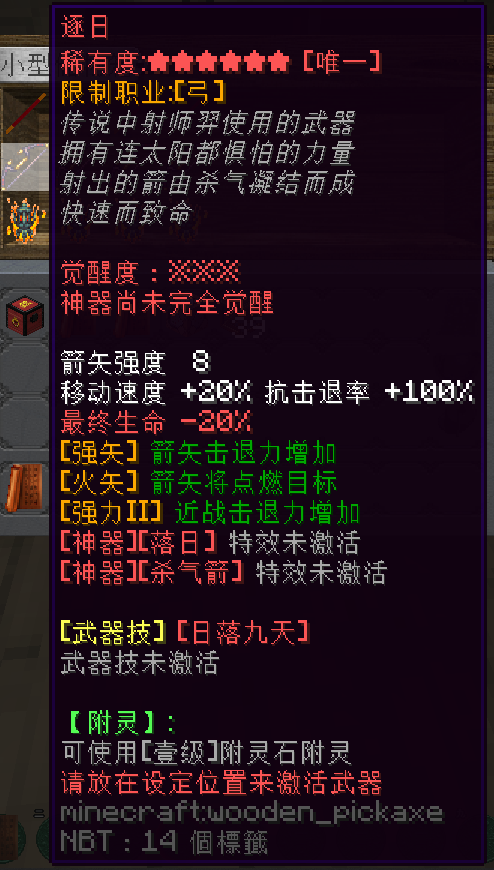 逐日
小型
稀有度:★★★★★★ [唯一]
限制职业:[弓]
传说中射师羿使用的武器
拥有连太阳都惧怕的力量
射出的箭由杀气凝结而成
快速而致命
觉醒度：※※※
神器尚未完全觉醒
39
箭矢强度 8
移动速度 +20% 抗击退率 +100%
最终生命 -20%
[强矢] 箭矢击退力增加
[火矢] 箭矢将点燃目标
[强力II] 近战击退力增加
[神器][落日] 特效未激活
[神器][杀气箭] 特效未激活
[武器技] [日落九天]
武器技未激活
【附灵】:
可使用[壹级]附灵石附灵
请放在设定位置来激活武器
minecraft:wooden_pickaxe
NBT：14 個標籤